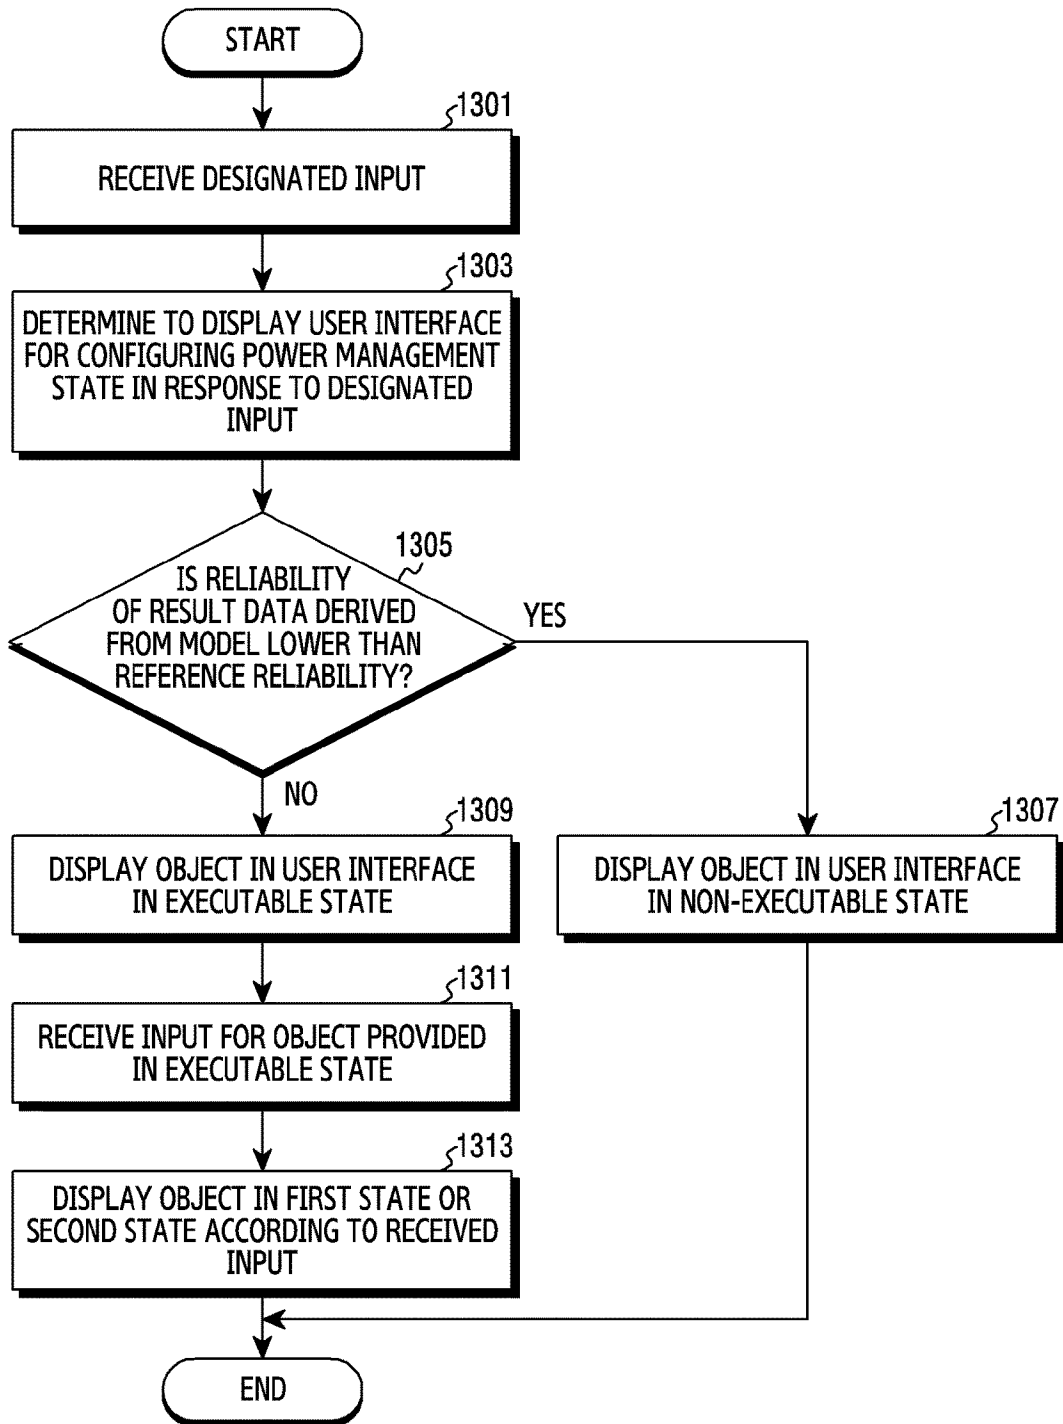 START
1301
RECEIVE DESIGNATED INPUT
1303
DETERMINE TO DISPLAY USER INTERFACE
FOR CONFIGURING POWER MANAGEMENT
STATE IN RESPONSE TO DESIGNATED
INPUT
1305
IS RELIABILITY
OF RESULT DATA DERIVED
FROM MODEL LOWER THAN
REFERENCE RELIABILITY?
YES
NO
1309
DISPLAY OBJECT IN USER INTERFACE
IN EXECUTABLE STATE
1307
DISPLAY OBJECT IN USER INTERFACE
IN NON-EXECUTABLE STATE
1311
RECEIVE INPUT FOR OBJECT PROVIDED
IN EXECUTABLE STATE
1313
DISPLAY OBJECT IN FIRST STATE OR
SECOND STATE ACCORDING TO RECEIVED
INPUT
END